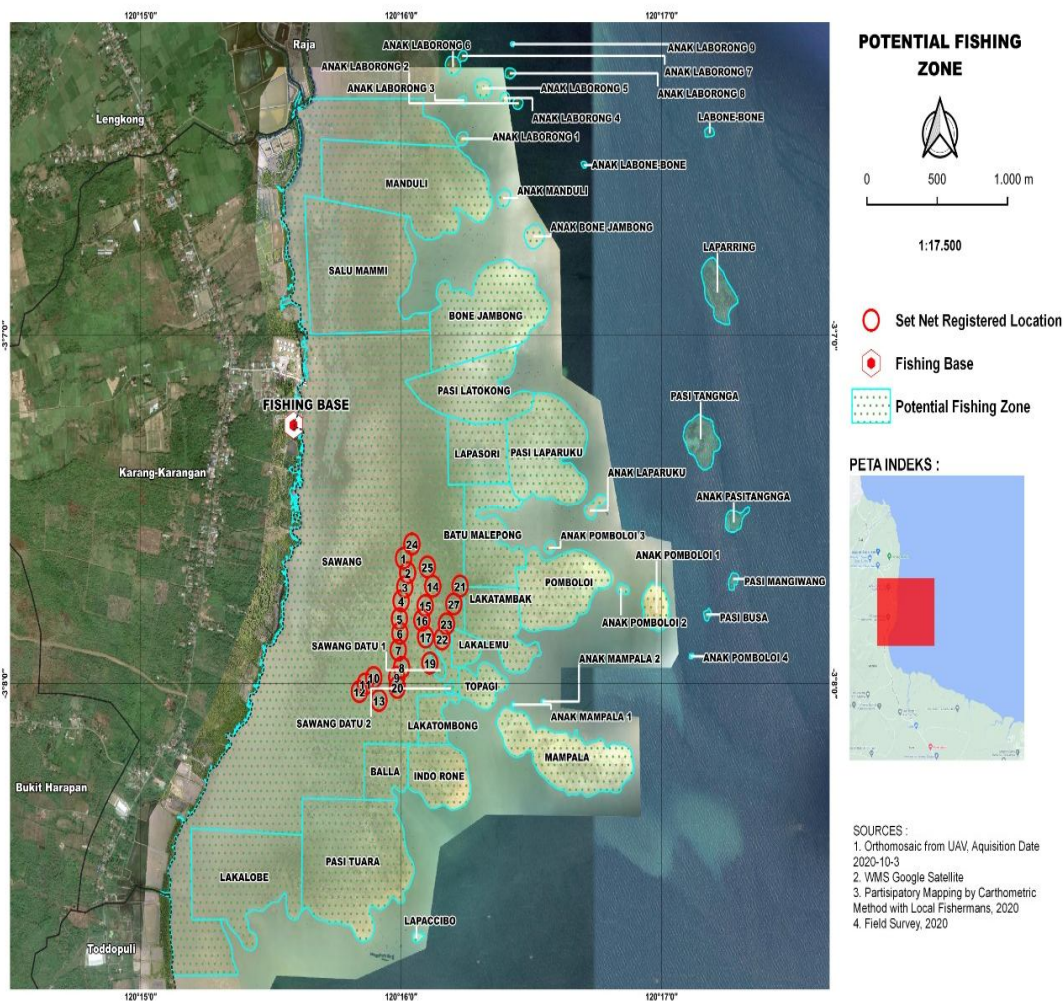 120°15'0"
120°16'0"
120°17'0"
Raja
ANAK LABORONG 6
ANAK LABORONG 9
ANAK LABORONG 2
ANAK LABORONG 7
ANAK LABORONG 3
ANAK LABORONG 5
ANAK LABORONG 8
Lengkong
ANAK LABORONG 4
LABONE-BONE
ANAK LABORONG 1
ANAK LABONE-BONE
MANDULI
ANAK MANDULI
ANAK BONE JAMBONG
SALU MAMMI
LAPARRING
BONE JAMBONG
-3°7'0"
-3°7'0"
PASI LATOKONG
PASI TANGNGA
FISHING BASE
LAPASORI
PASI LAPARUKU
Karang-Karangan
ANAK LAPARUKU
ANAK PASITANGNGA
BATU MALEPONG
ANAK POMBOLOI 3
ANAK POMBOLOI 1
24
SAWANG
1
25
2
POMBOLOI
PASI MANGIWANG
3
14
21
LAKATAMBAK
4
15
27
ANAK POMBOLOI 2
PASI BUSA
5
16
23
6
17
22
SAWANG DATU 1
LAKALEMU
7
ANAK MAMPALA 2
ANAK POMBOLOI 4
8
19
10
9
11
20
12
TOPAGI
-3°8'0"
-3°8'0"
13
SAWANG DATU 2
ANAK MAMPALA 1
LAKATOMBONG
MAMPALA
BALLA
INDO RONE
Bukit Harapan
PASI TUARA
LAKALOBE
LAPACCIBO
Toddopuli
120°15'0"
120°16'0"
120°17'0"
POTENTIAL FISHING
ZONE
0 500 1.000 m
1:17.500
Set Net Registered Location
Fishing Base
Potential Fishing Zone
PETA INDEKS :
SOURCES :
1. Orthomosaic from UAV, Aquisition Date
2020-10-3
2. WMS Google Satellite
3. Partisipatory Mapping by Carthometric
Method with Local Fishermans, 2020
4. Field Survey, 2020